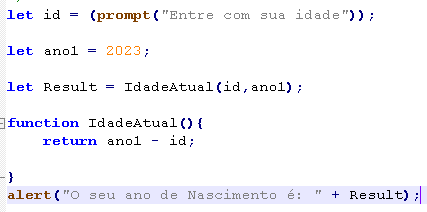 let id = (prompt("Entre com sua idade"));
let ano1 = 2023;
let Result = IdadeAtual(id,ano1);
function IdadeAtual(){
return ano1 - id;
}
alert("O seu ano de Nascimento é: " + Result);